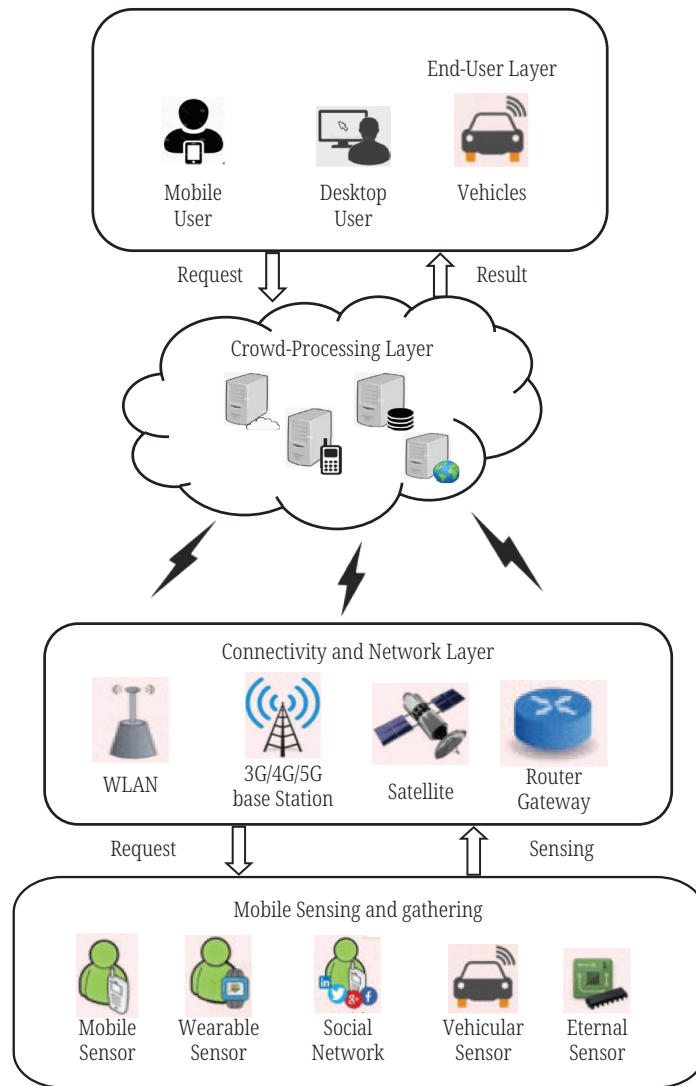 End-User Layer
Mobile
User
Desktop
User
Vehicles
Request
Result
Crowd-Processing Layer
Connectivity and Network Layer
WLAN
3G/4G/5G
base Station
Satellite
Router
Gateway
Request
Sensing
Mobile Sensing and gathering
in
g+
f
Mobile
Sensor
Wearable
Sensor
Social
Network
Vehicular
Sensor
Eternal
Sensor